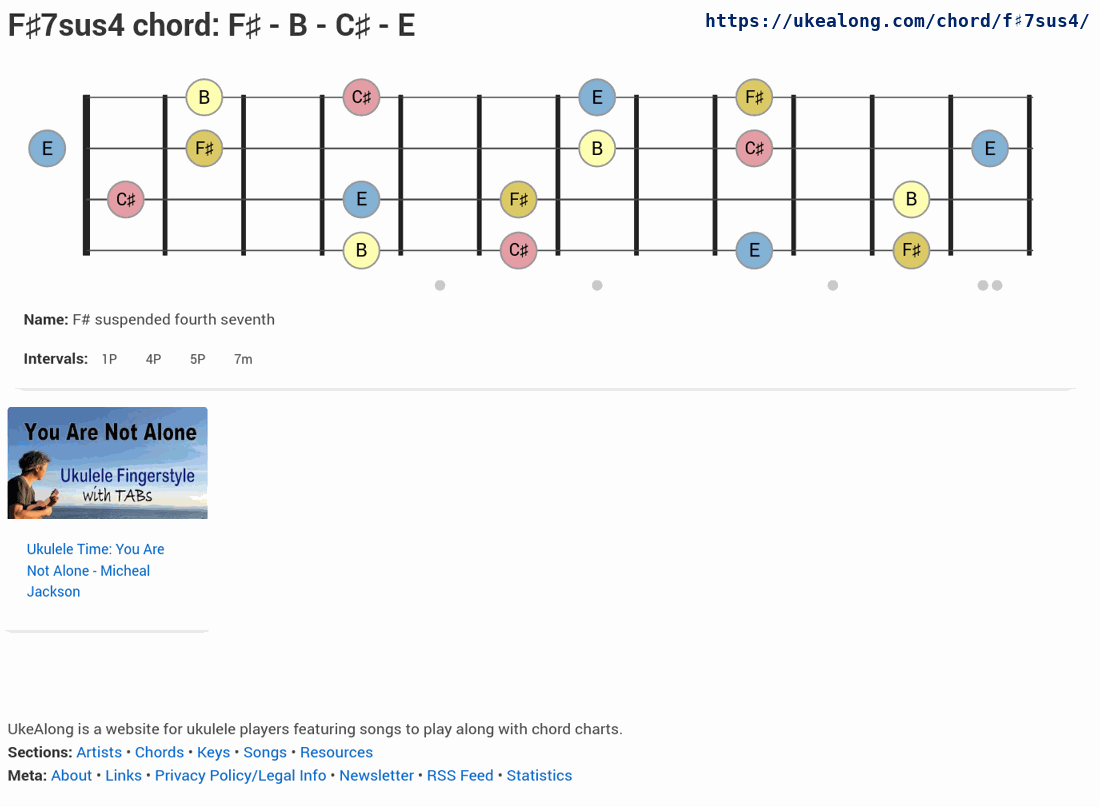 F♯7sus4 chord: F♯ - B - C♯ - E
https://ukealong.com/chord/f♯7sus4/
B C♯ E F♯
E F♯ B C♯ E
C♯ E F♯ B
B C♯ E F♯
Name: F# suspended fourth seventh
Intervals: 1P 4P 5P 7m
You Are Not Alone
Ukulele Fingerstyle
with TABs
Ukulele Time: You Are
Not Alone - Micheal
Jackson
UkeAlong is a website for ukulele players featuring songs to play along with chord charts.
Sections: Artists • Chords • Keys • Songs • Resources
Meta: About • Links • Privacy Policy/Legal Info • Newsletter • RSS Feed • Statistics